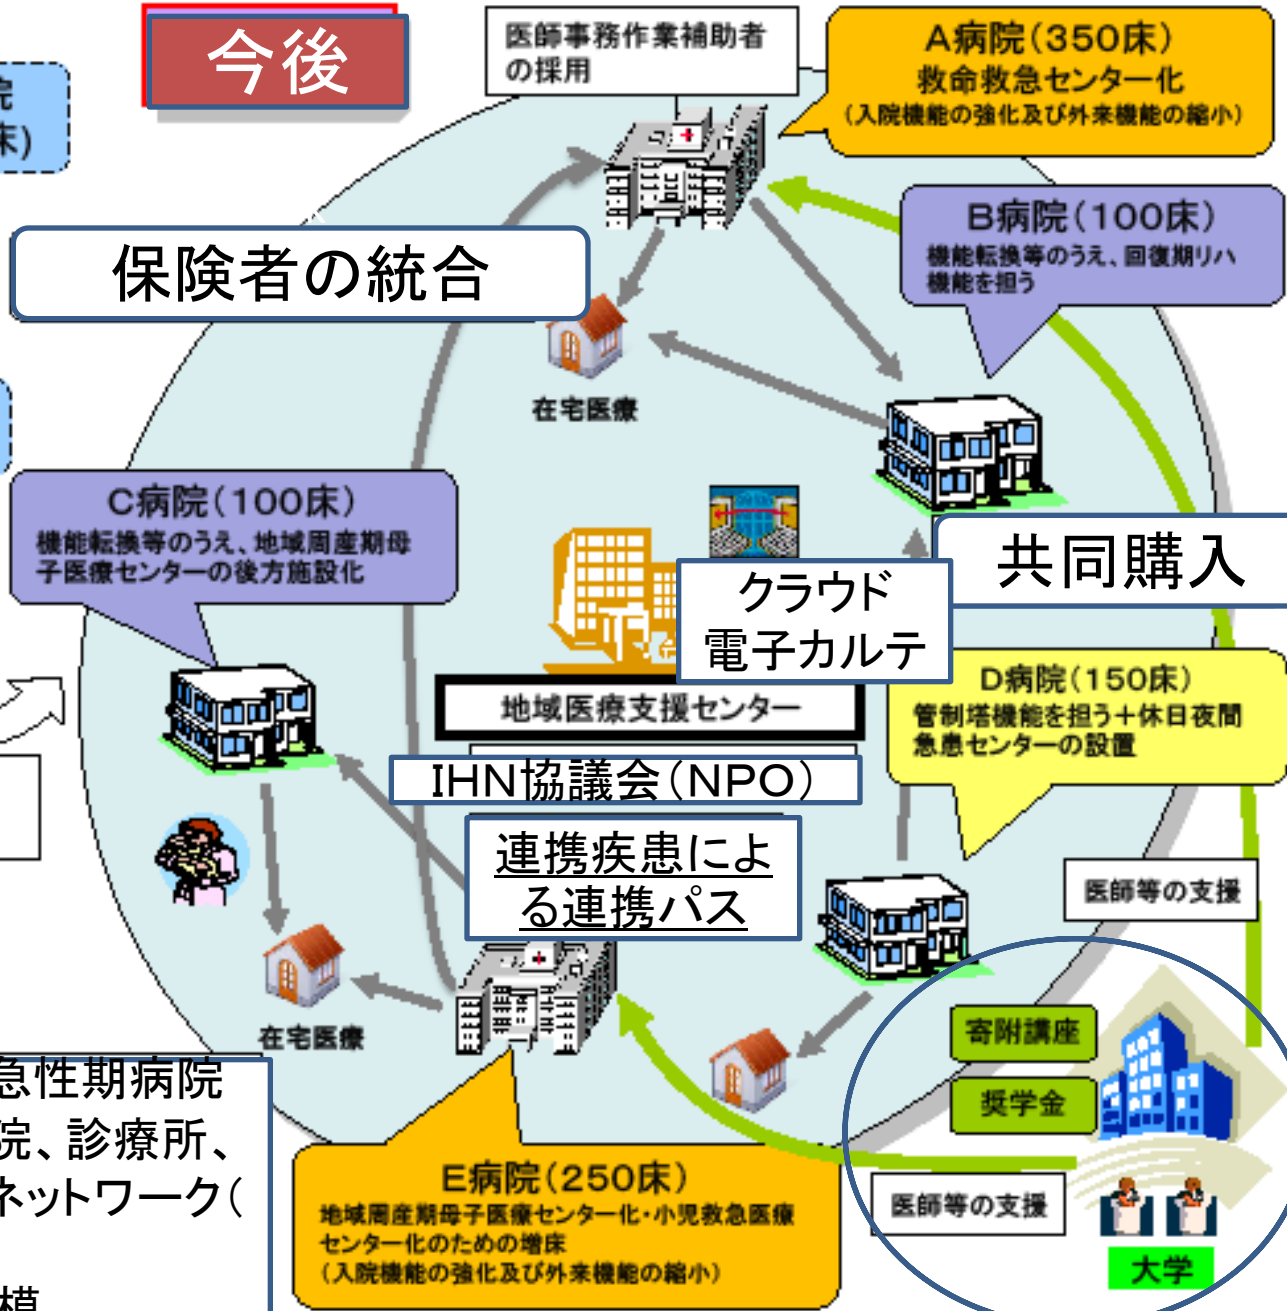 今後
医師事務作業補助者
の採用
A病院(350床)
救命救急センター化
(入院機能の強化及び外来機能の縮小)
院
床)
B病院(100床)
機能転換等のうえ、回復期リハ
機能を担う
保険者の統合
在宅医療
C病院(100床)
機能転換等のうえ、地域周産期母
子医療センターの後方施設化
共同購入
クラウド
電子カルテ
D病院(150床)
管制塔機能を担う+休日夜間
急患センターの設置
地域医療支援センター
IHN協議会(NPO)
連携疾患によ
る連携パス
医師等の支援
在宅医療
寄附講座
奨学金
急性期病院
院、診療所、
ネットワーク(
模
E病院(250床)
地域周産期母子医療センター化・小児救急医療
センター化のための増床
(入院機能の強化及び外来機能の縮小)
医師等の支援
大学